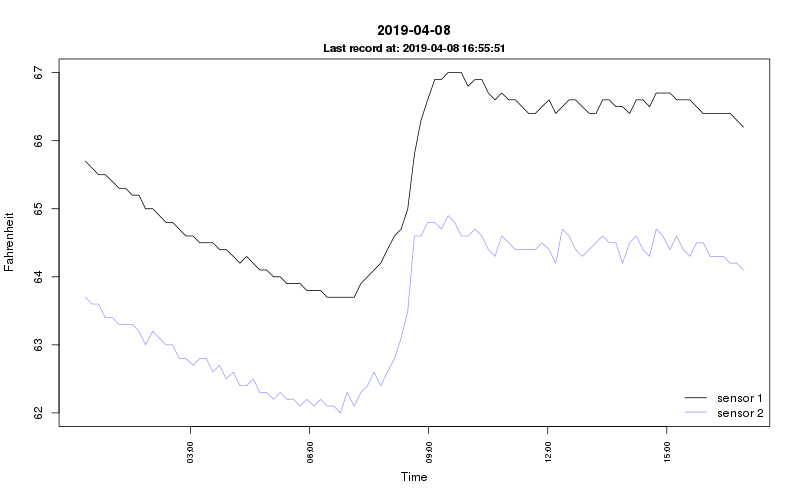 2019-04-08
Last record at: 2019-04-08 16:55:51
Fahrenheit
67
66
65
64
63
62
sensor 1
sensor 2
03:00
06:00
09:00
12:00
15:00
Time